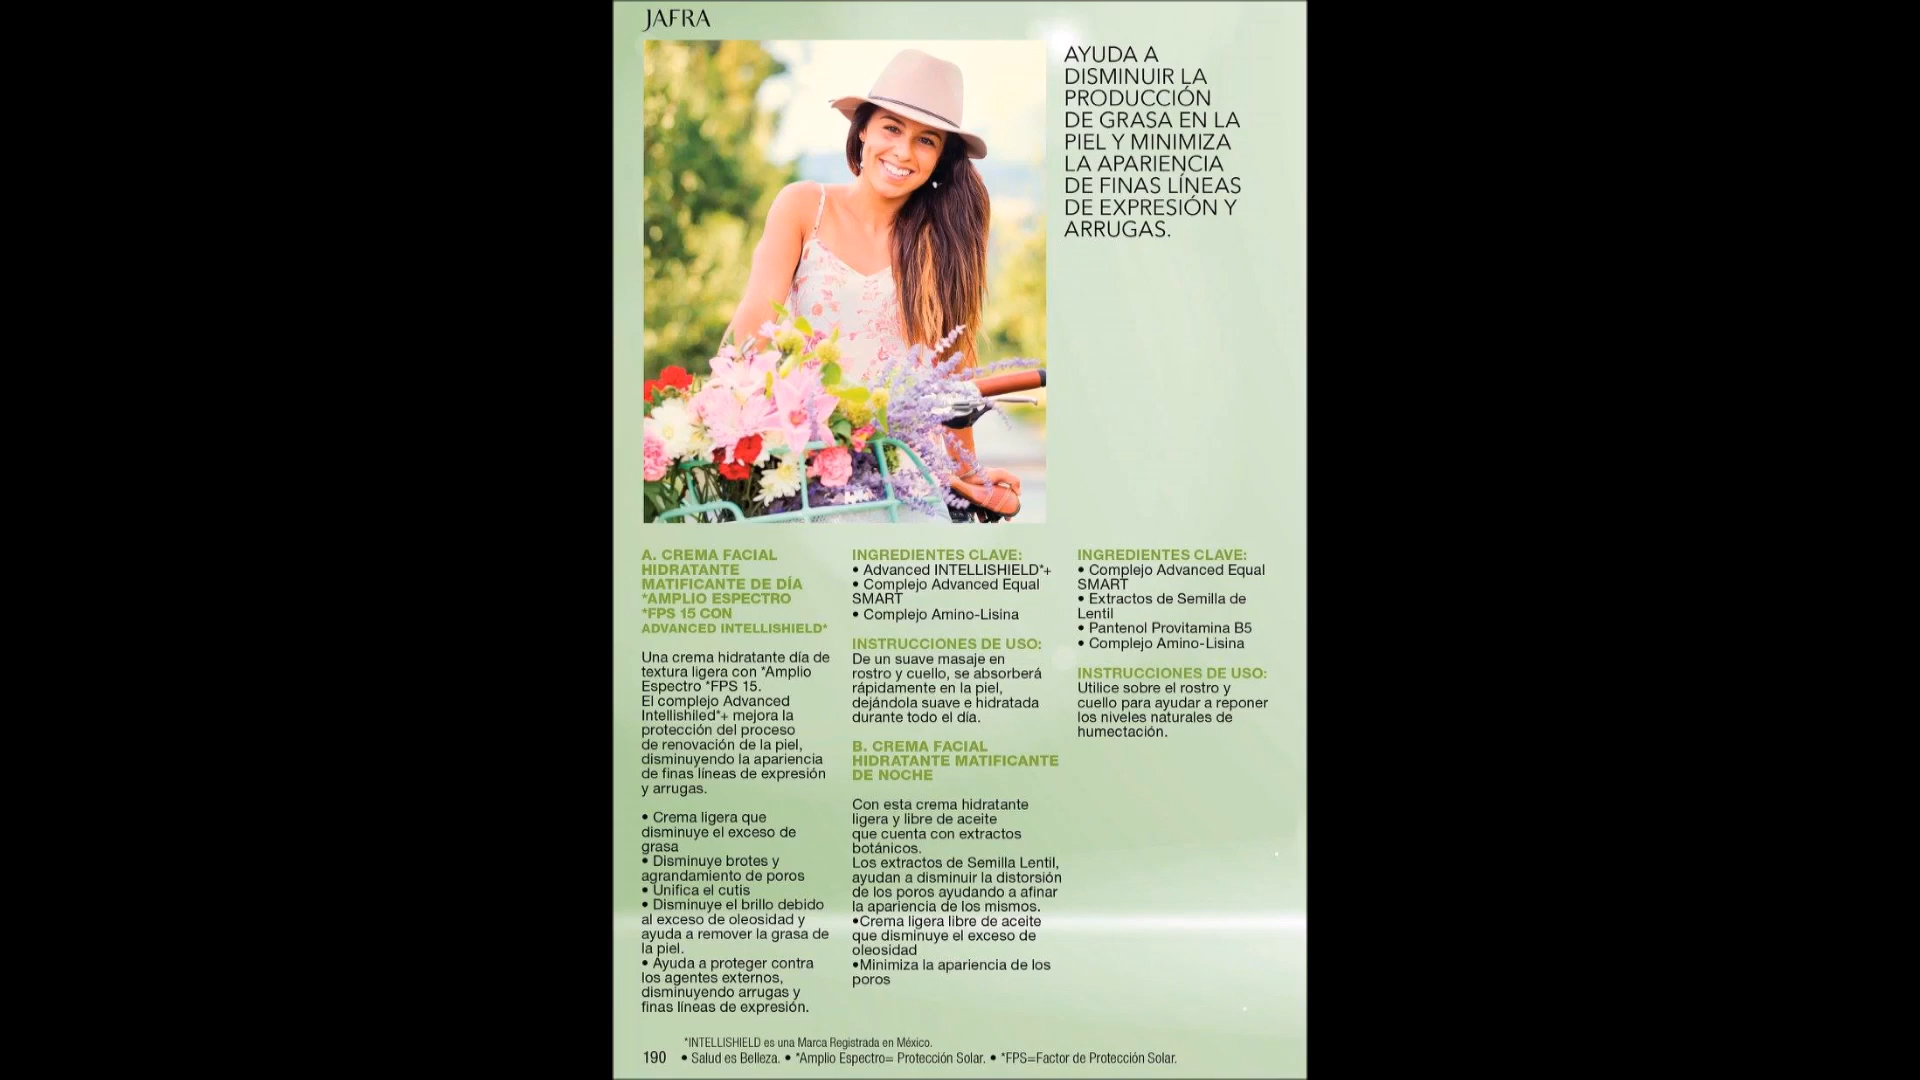 JAFRA
AYUDA A
DISMINUIR LA
PRODUCCIÓN
DE GRASA EN LA
PIEL Y MINIMIZA
LA APARIENCIA
DE FINAS LÍNEAS
DE EXPRESIÓN Y
ARRUGAS.
A. CREMA FACIAL
HIDRATANTE
MATIFICANTE DE DÍA
*AMPLIO ESPECTRO
*FPS 15 CON
ADVANCED INTELLISHIELD*
Una crema hidratante día de
textura ligera con *Amplio
Espectro *FPS 15.
El complejo Advanced
Intellishiled*+ mejora la
protección del proceso
de renovación de la piel,
disminuyendo la apariencia
de finas líneas de expresión
y arrugas.
• Crema ligera que
disminuye el exceso de
grasa
• Disminuye brotes y
agrandamiento de poros
• Unifica el cutis
• Disminuye el brillo debido
al exceso de oleosidad y
ayuda a remover la grasa de
la piel.
• Ayuda a proteger contra
los agentes externos,
disminuyendo arrugas y
finas líneas de expresión.
INGREDIENTES CLAVE:
• Advanced INTELLISHIELD*+
• Complejo Advanced Equal
SMART
• Complejo Amino-Lisina
INSTRUCCIONES DE USO:
De un suave masaje en
rostro y cuello, se absorberá
rápidamente en la piel,
dejándola suave e hidratada
durante todo el día.
B. CREMA FACIAL
HIDRATANTE MATIFICANTE
DE NOCHE
Con esta crema hidratante
ligera y libre de aceite
que cuenta con extractos
botánicos.
Los extractos de Semilla Lentil,
ayudan a disminuir la distorsión
de los poros ayudando a afinar
la apariencia de los mismos.
•Crema ligera libre de aceite
que disminuye el exceso de
oleosidad
•Minimiza la apariencia de los
poros
INGREDIENTES CLAVE:
• Complejo Advanced Equal
SMART
• Extractos de Semilla de
Lentil
• Pantenol Provitamina B5
• Complejo Amino-Lisina
INSTRUCCIONES DE USO:
Utilice sobre el rostro y
cuello para ayudar a reponer
los niveles naturales de
humectación.
*INTELLISHIELD es una Marca Registrada en México.
190 • Salud es Belleza. • *Amplio Espectro= Protección Solar. • *FPS=Factor de Protección Solar.